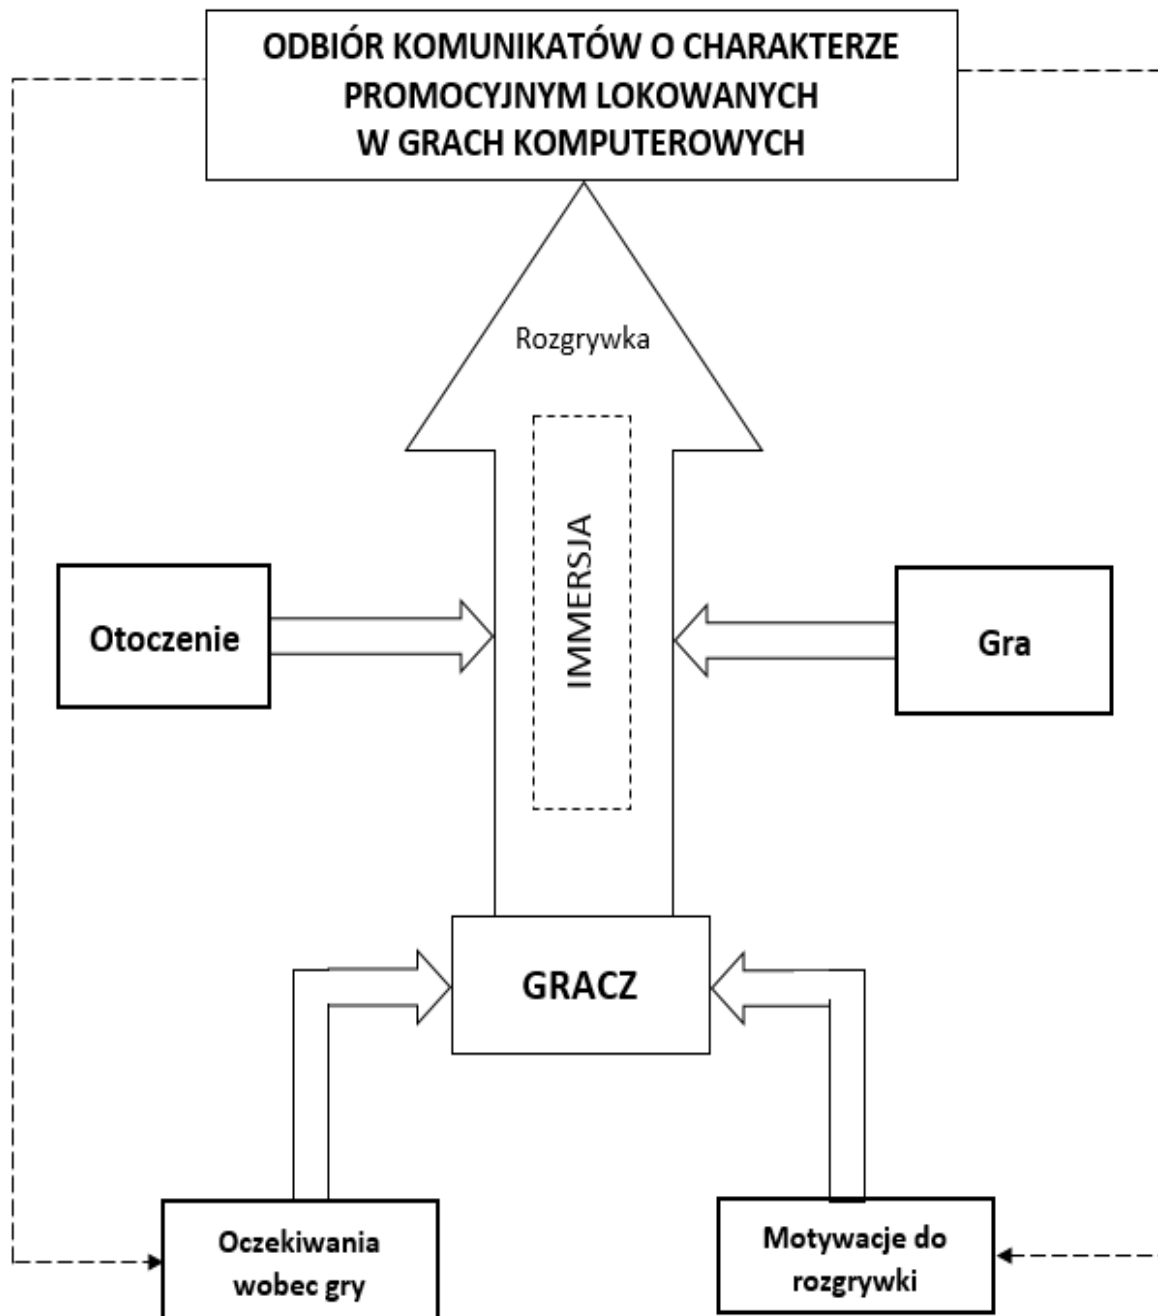 ODBIÓR KOMUNIKATÓW O CHARAKTERZE
PROMOCYJNYM LOKOWANYCH
W GRACH KOMPUTEROWYCH
Rozgrywka
IMMERSJA
Otoczenie
Gra
GRACZ
Oczekiwania
wobec gry
Motywacje do
rozgrywki